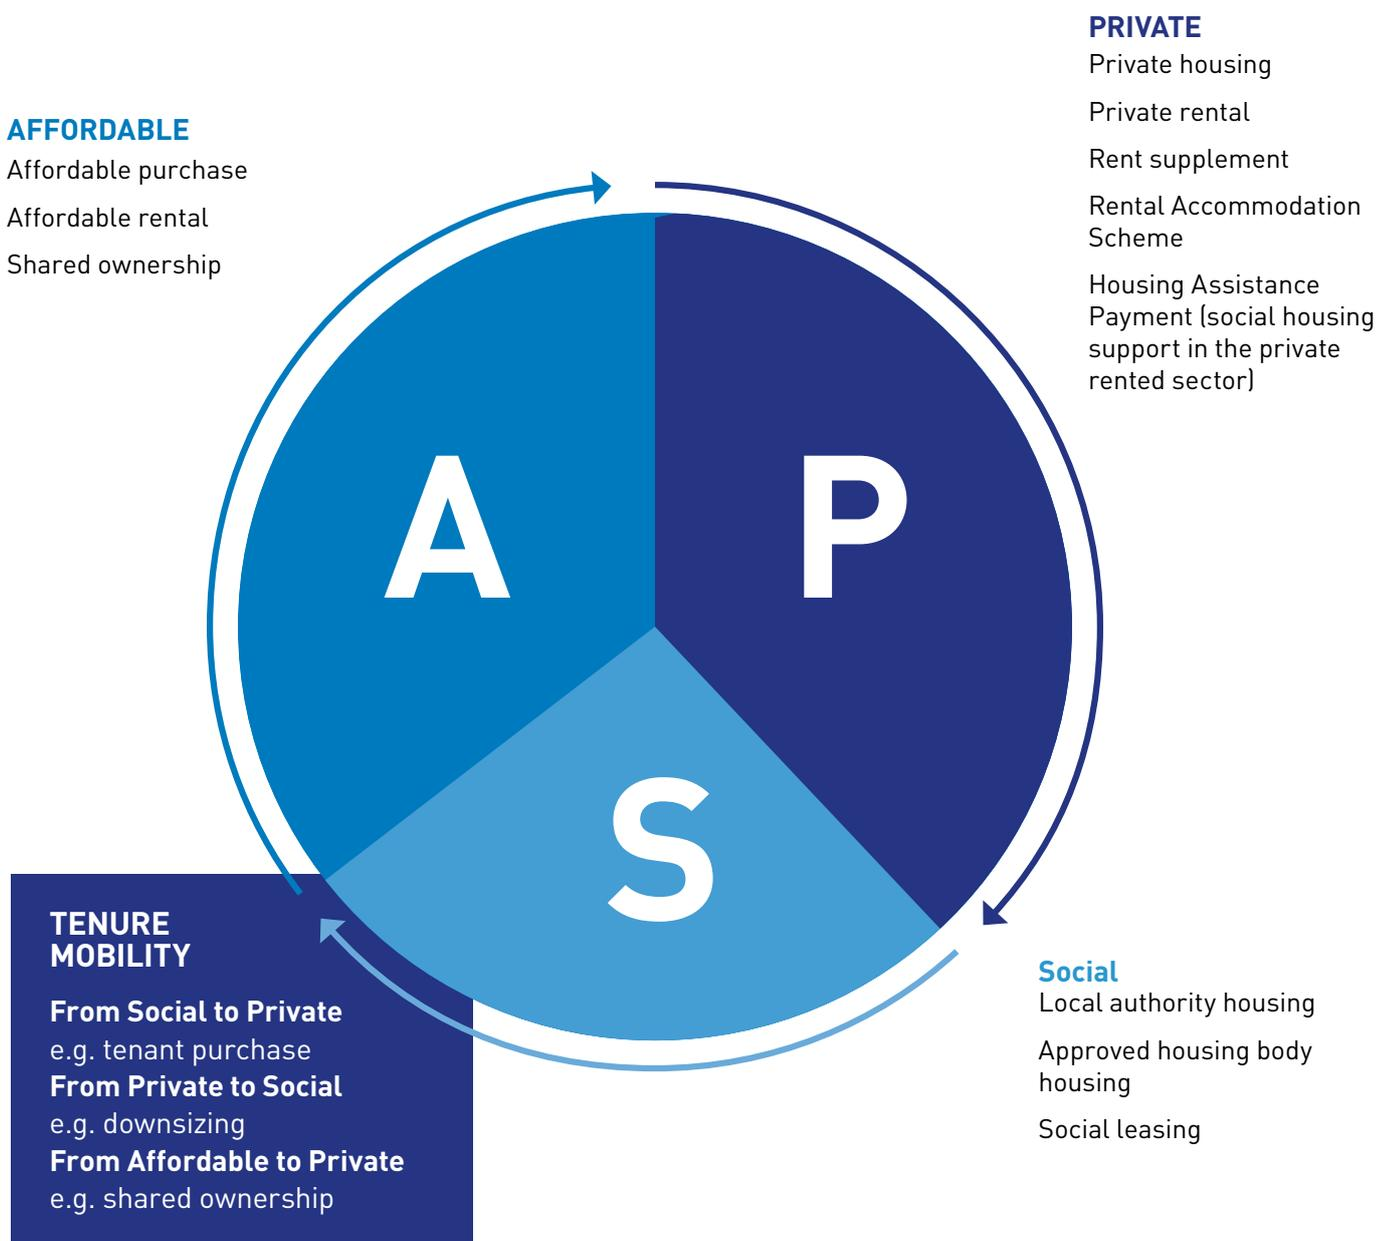 PRIVATE
Private housing
Private rental
Rent supplement
Rental Accommodation
Scheme
Housing Assistance
Payment (social housing
support in the private
rented sector)
AFFORDABLE
Affordable purchase
Affordable rental
Shared ownership
A
P
S
TENURE
MOBILITY
From Social to Private
e.g. tenant purchase
From Private to Social
e.g. downsizing
From Affordable to Private
e.g. shared ownership
Social
Local authority housing
Approved housing body
housing
Social leasing